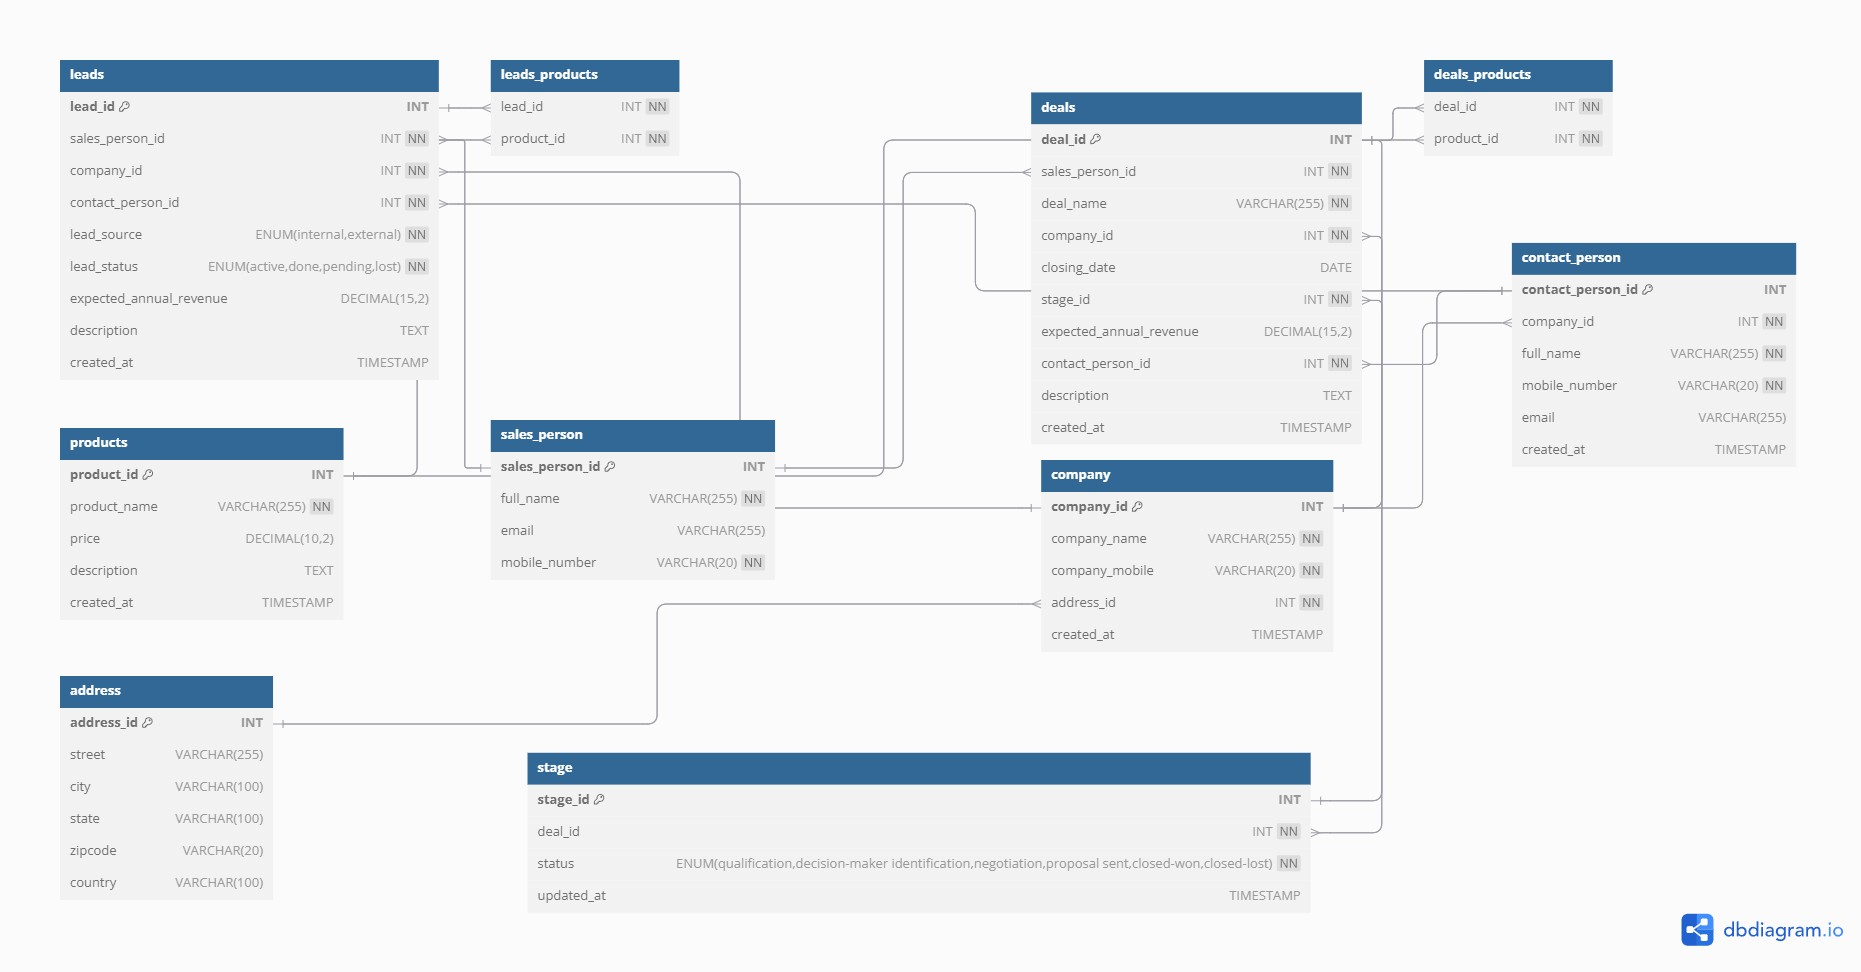 leads
lead_id INT
sales_person_id INT NN
company_id INT NN
contact_person_id INT NN
lead_source ENUM(internal,external) NN
lead_status ENUM(active,done,pending,lost) NN
expected_annual_revenue DECIMAL(15,2)
description TEXT
created_at TIMESTAMP
leads_products
lead_id INT NN
product_id INT NN
deals
deal_id INT
sales_person_id INT NN
deal_name VARCHAR(255) NN
company_id INT NN
closing_date DATE
stage_id INT NN
expected_annual_revenue DECIMAL(15,2)
contact_person_id INT NN
description TEXT
created_at TIMESTAMP
deals_products
deal_id INT NN
product_id INT NN
contact_person
contact_person_id INT
company_id INT NN
full_name VARCHAR(255) NN
mobile_number VARCHAR(20) NN
email VARCHAR(255)
created_at TIMESTAMP
products
product_id INT
product_name VARCHAR(255) NN
price DECIMAL(10,2)
description TEXT
created_at TIMESTAMP
sales_person
sales_person_id INT
full_name VARCHAR(255) NN
email VARCHAR(255)
mobile_number VARCHAR(20) NN
company
company_id INT
company_name VARCHAR(255) NN
company_mobile VARCHAR(20) NN
address_id INT NN
created_at TIMESTAMP
address
address_id INT
street VARCHAR(255)
city VARCHAR(100)
state VARCHAR(100)
zipcode VARCHAR(20)
country VARCHAR(100)
stage
stage_id INT
deal_id INT NN
status ENUM(qualification,decision-maker identification,negotiation,proposal sent,closed-won,closed-lost) NN
updated_at TIMESTAMP
dbdiagram.io